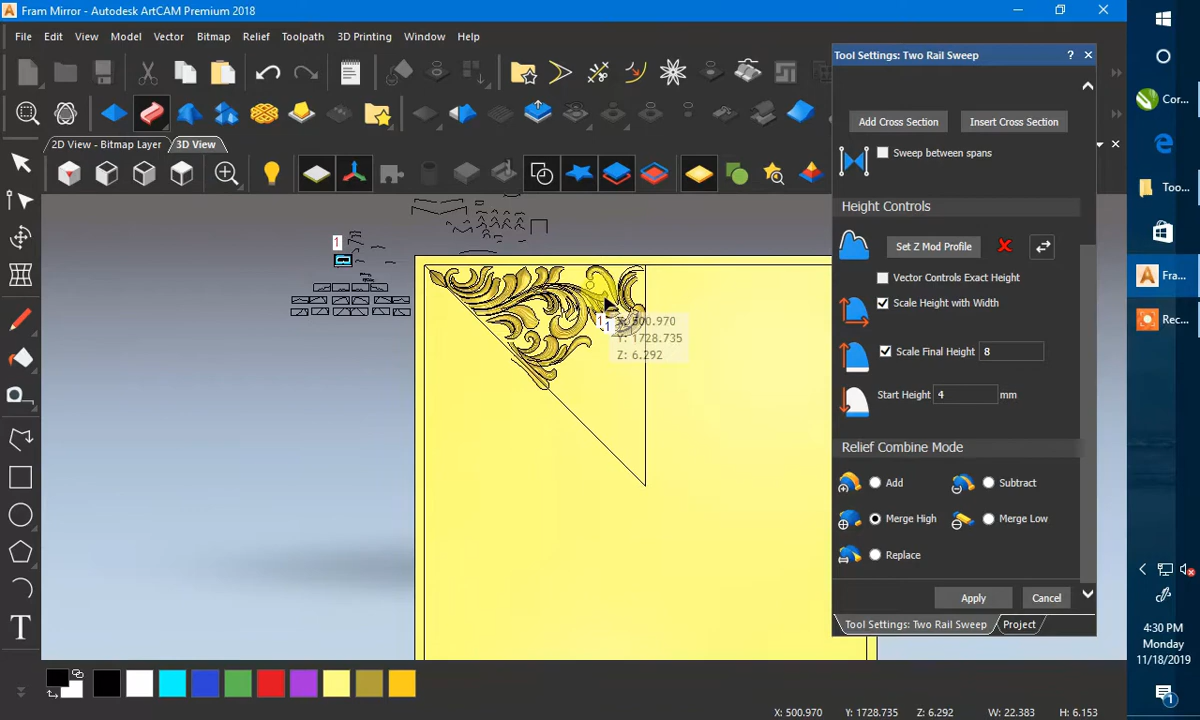 Fram Mirror - Autodesk ArtCAM Premium 2018
File Edit View Model Vector Bitmap Relief Toolpath 3D Printing Window Help
2D View - Bitmap Layer 3D View
1
1
1
X: 500.970
Y: 1728.735
Z: 6.292
Tool Settings: Two Rail Sweep
Add Cross Section Insert Cross Section
Sweep between spans
Height Controls
Set Z Mod Profile
Vector Controls Exact Height
Scale Height with Width
Scale Final Height 8
Start Height 4 mm
Relief Combine Mode
Add Subtract
Merge High Merge Low
Replace
Apply Cancel
Tool Settings: Two Rail Sweep Project
X: 500.970 Y: 1728.735 Z: 6.292 W: 22.383 H: 6.153
Cor...
Too...
Fra...
Rec...
4:30 PM
Monday
11/18/2019
1